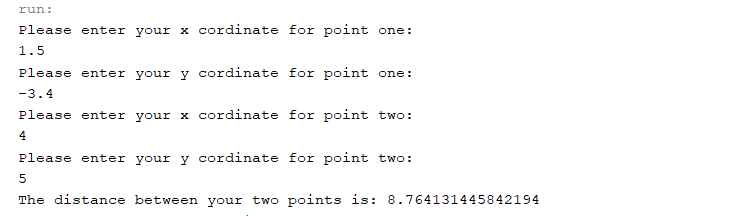 run:
Please enter your x cordinate for point one:
1.5
Please enter your y cordinate for point one:
-3.4
Please enter your x cordinate for point two:
4
Please enter your y cordinate for point two:
5
The distance between your two points is: 8.764131445842194